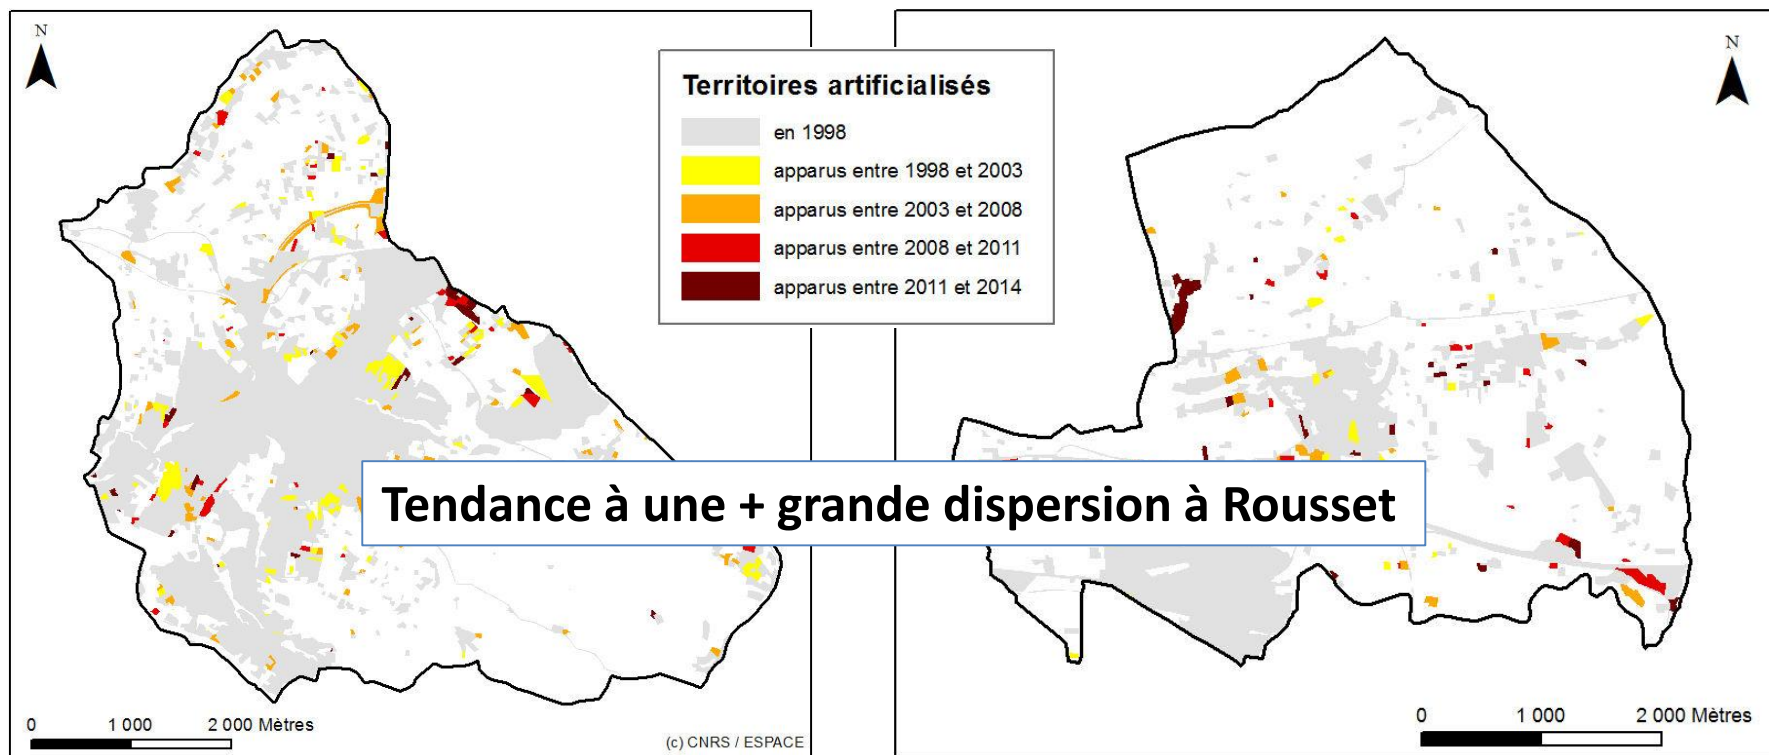 N
N
Territoires artificialisés
en 1998
apparus entre 1998 et 2003
apparus entre 2003 et 2008
apparus entre 2008 et 2011
apparus entre 2011 et 2014
Tendance à une + grande dispersion à Rousset
0 1 000 2 000 Mètres
(c) CNRS / ESPACE
0 1 000 2 000 Mètres